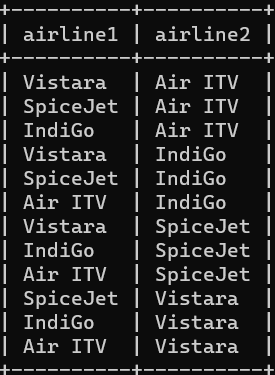 +-----------+-----------+
| airline1 | airline2 |
+-----------+-----------+
| Vistara | Air ITV |
| SpiceJet | Air ITV |
| IndiGo | Air ITV |
| Vistara | IndiGo |
| SpiceJet | IndiGo |
| Air ITV | IndiGo |
| Vistara | SpiceJet |
| IndiGo | SpiceJet |
| Air ITV | SpiceJet |
| SpiceJet | Vistara |
| IndiGo | Vistara |
| Air ITV | Vistara |
+-----------+-----------+